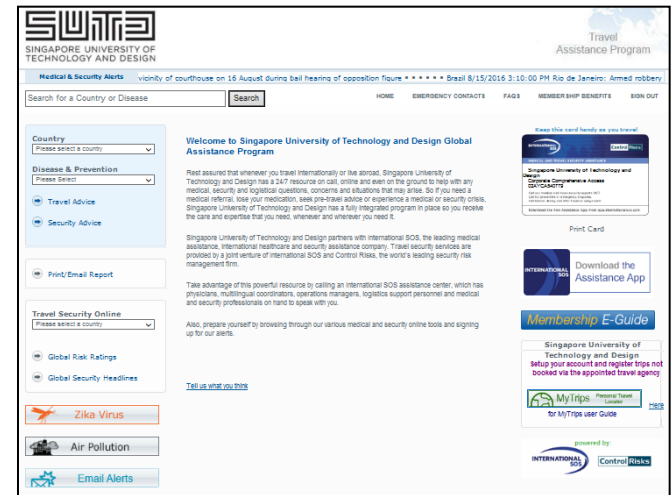 SUTD
SINGAPORE UNIVERSITY OF
TECHNOLOGY AND DESIGN
Travel
Assistance Program
Medical & Security Alerts
vicinity of courthouse on 16 August during bail hearing of opposition figure • • • • • • Brazil 8/15/2016 3:10:00 PM Rio de Janeiro: Armed robbery
Search for a Country or Disease
Search
HOME EMERGENCY CONTACTS FAQS MEMBERSHIP BENEFITS SIGN OUT
Country
Please select a country
Disease & Prevention
Please Select
Travel Advice
Security Advice
Print/Email Report
Travel Security Online
Please select a country
Global Risk Ratings
Global Security Headlines
Zika Virus
Air Pollution
Email Alerts
Welcome to Singapore University of Technology and Design Global
Assistance Program
Rest assured that whenever you travel internationally or live abroad, Singapore University of
Technology and Design has a 24/7 resource on call, online and even on the ground to help with any
medical, security and logistical questions, concerns and situations that may arise. So if you need a
medical referral, lose your medication, seek pre-travel advice or experience a medical or security crisis,
Singapore University of Technology and Design has a fully integrated program in place so you receive
the care and expertise that you need, whenever and wherever you need it.
Singapore University of Technology and Design partners with International SOS, the leading medical
assistance, international healthcare and security assistance company. Travel security services are
provided by a joint venture of International SOS and Control Risks, the world's leading security risk
management firm.
Take advantage of this powerful resource by calling an International SOS assistance center, which has
physicians, multilingual coordinators, operations managers, logistics support personnel and medical
and security professionals on hand to speak with you.
Also, prepare yourself by browsing through our various medical and security online tools and signing
up for our alerts.
Tell us what you think
Keep this card handy as you travel
INTERNATIONAL SOS
Control Risks
MEDICAL AND TRAVEL SECURITY ASSISTANCE
Singapore University of Technology and
Design
Corporate Comprehensive Access
Print Card
INTERNATIONAL SOS
Download the
Assistance App
Membership E-Guide
Singapore University of
Technology and Design
Setup your account and register trips not
booked via the appointed travel agency
MyTrips Personal Travel
Locator
Here
for MyTrips user Guide
powered by:
INTERNATIONAL SOS
Control Risks